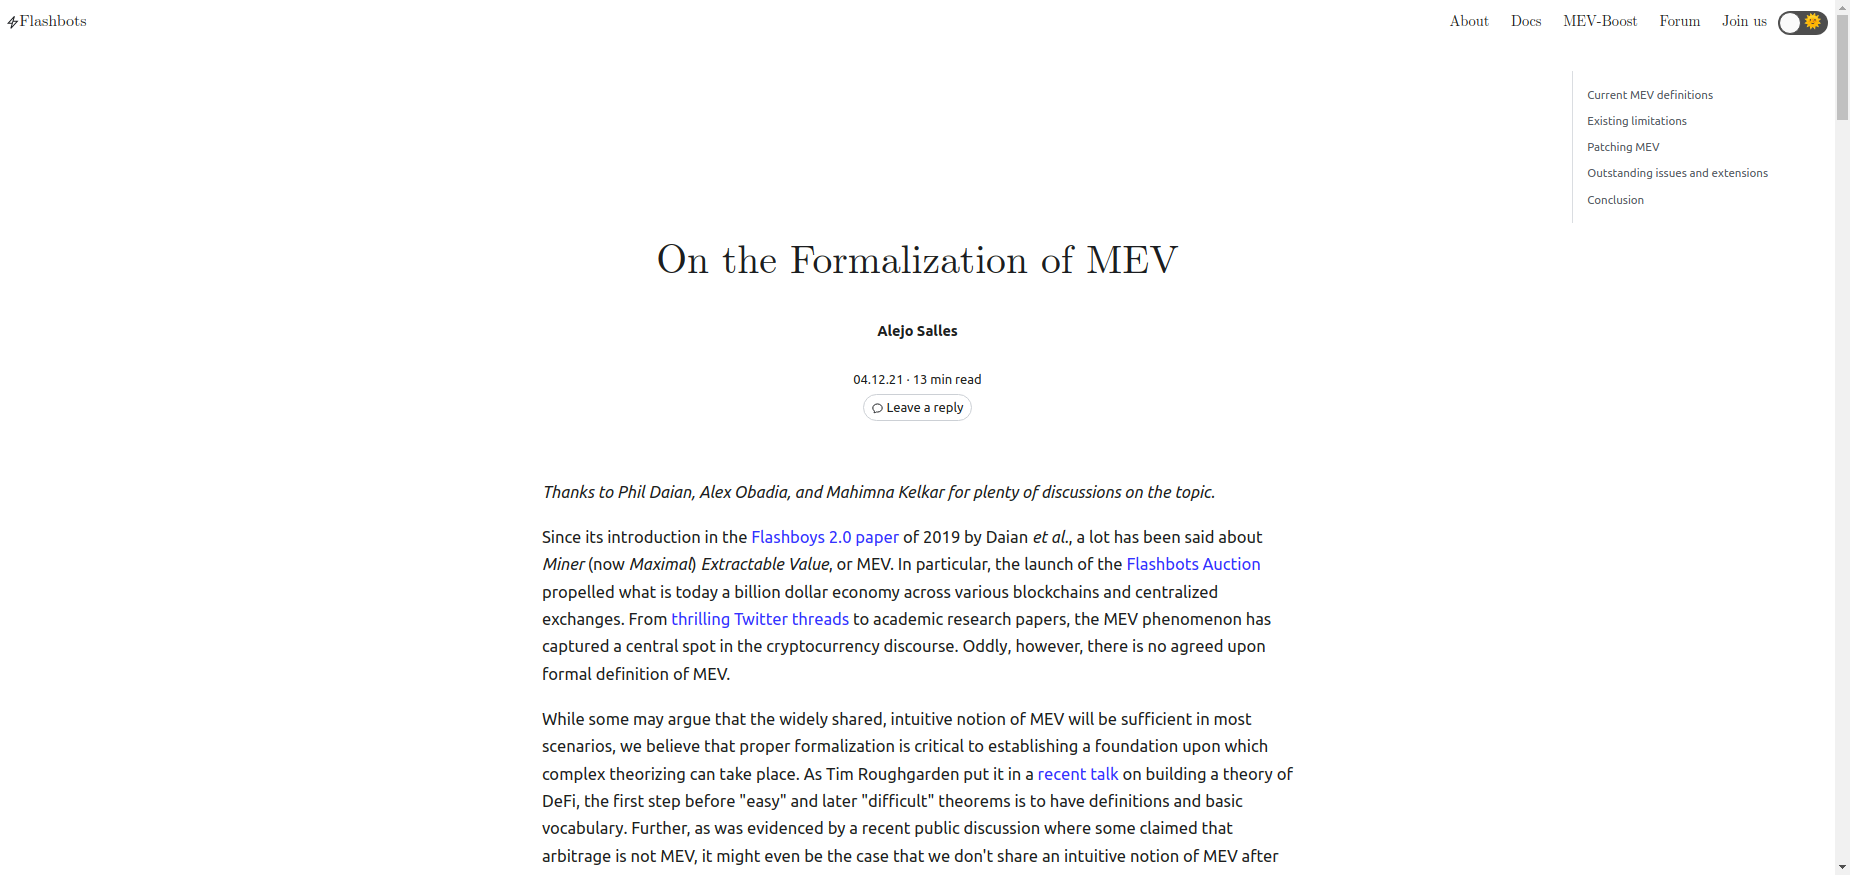 Flashbots
About Docs MEV-Boost Forum Join us
Current MEV definitions
Existing limitations
Patching MEV
Outstanding issues and extensions
Conclusion
On the Formalization of MEV
Alejo Salles
04.12.21 · 13 min read
Leave a reply
Thanks to Phil Daian, Alex Obadia, and Mahimna Kelkar for plenty of discussions on the topic.
Since its introduction in the Flashboys 2.0 paper of 2019 by Daian et al., a lot has been said about
Miner (now Maximal) Extractable Value, or MEV. In particular, the launch of the Flashbots Auction
propelled what is today a billion dollar economy across various blockchains and centralized
exchanges. From thrilling Twitter threads to academic research papers, the MEV phenomenon has
captured a central spot in the cryptocurrency discourse. Oddly, however, there is no agreed upon
formal definition of MEV.
While some may argue that the widely shared, intuitive notion of MEV will be sufficient in most
scenarios, we believe that proper formalization is critical to establishing a foundation upon which
complex theorizing can take place. As Tim Roughgarden put it in a recent talk on building a theory of
DeFi, the first step before "easy" and later "difficult" theorems is to have definitions and basic
vocabulary. Further, as was evidenced by a recent public discussion where some claimed that
arbitrage is not MEV, it might even be the case that we don't share an intuitive notion of MEV after